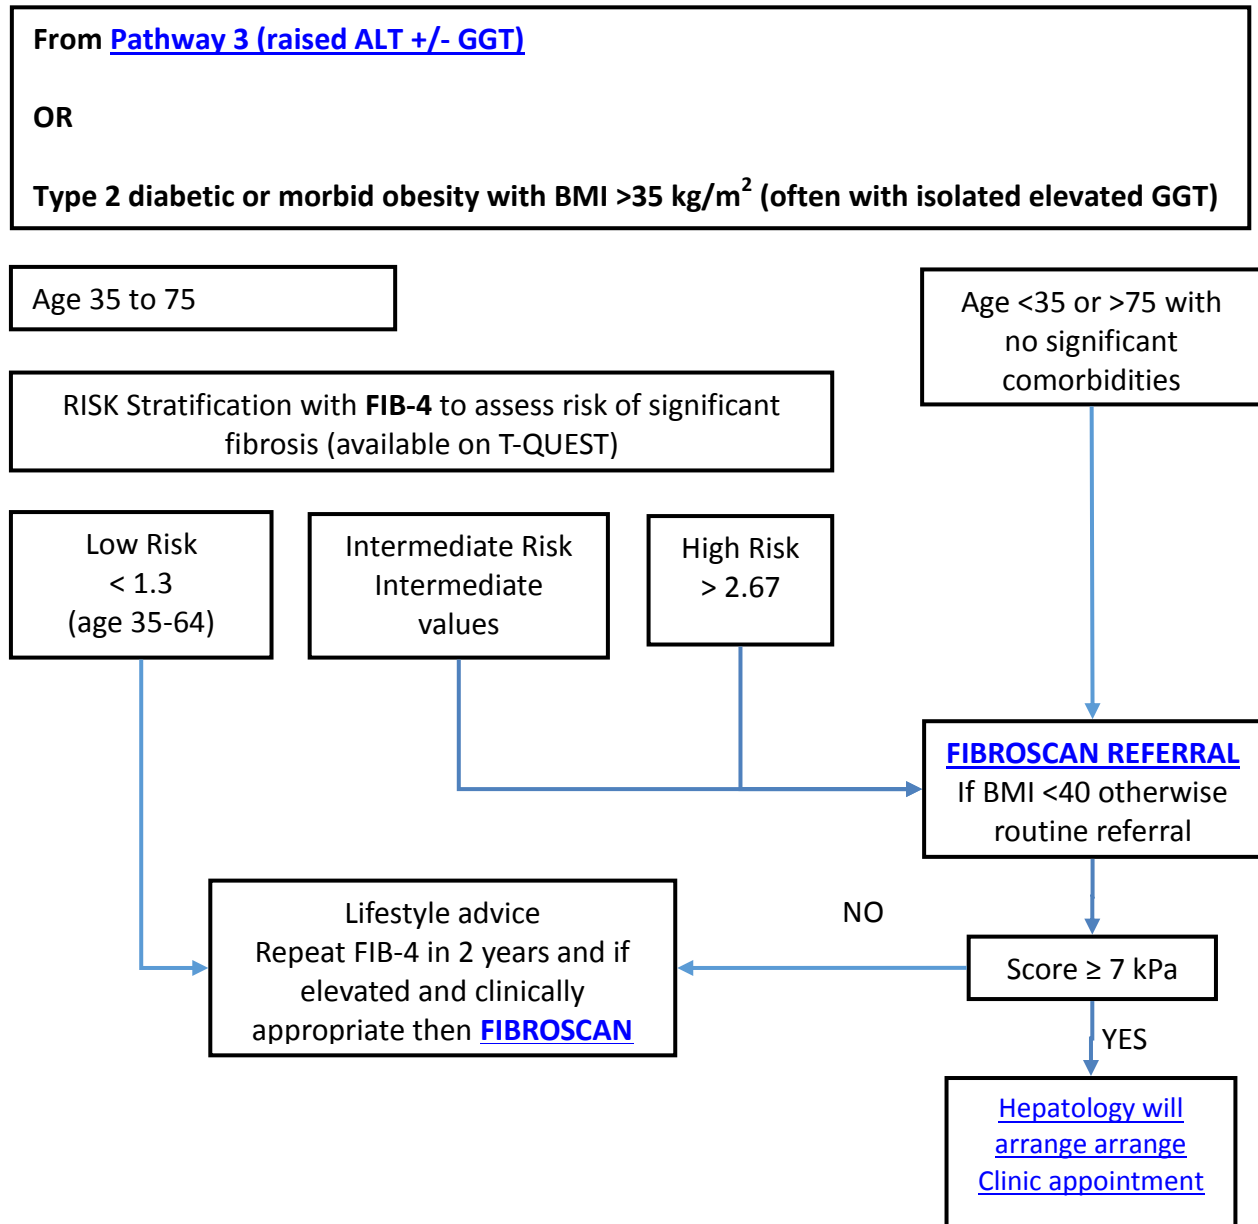 From Pathway 3 (raised ALT +/- GGT)
OR
Type 2 diabetic or morbid obesity with BMI >35 kg/m² (often with isolated elevated GGT)
Age 35 to 75
Age <35 or >75 with
no significant
comorbidities
RISK Stratification with FIB-4 to assess risk of significant
fibrosis (available on T-QUEST)
Low Risk
< 1.3
(age 35-64)
Intermediate Risk
Intermediate
values
High Risk
> 2.67
FIBROSCAN REFERRAL
If BMI <40 otherwise
routine referral
Lifestyle advice
Repeat FIB-4 in 2 years and if
elevated and clinically
appropriate then FIBROSCAN
NO
Score ≥ 7 kPa
YES
Hepatology will
arrange arrange
Clinic appointment